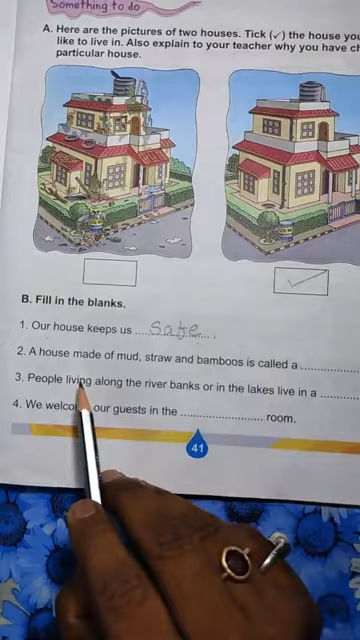 Something to do
A. Here are the pictures of two houses. Tick (✓) the house you
like to live in. Also explain to your teacher why you have ch
particular house.
B. Fill in the blanks.
1. Our house keeps us ....safe.....
2. A house made of mud, straw and bamboos is called a ..................
3. People living along the river banks or in the lakes live in a ............
4. We welco our guests in the .......................... room.
41